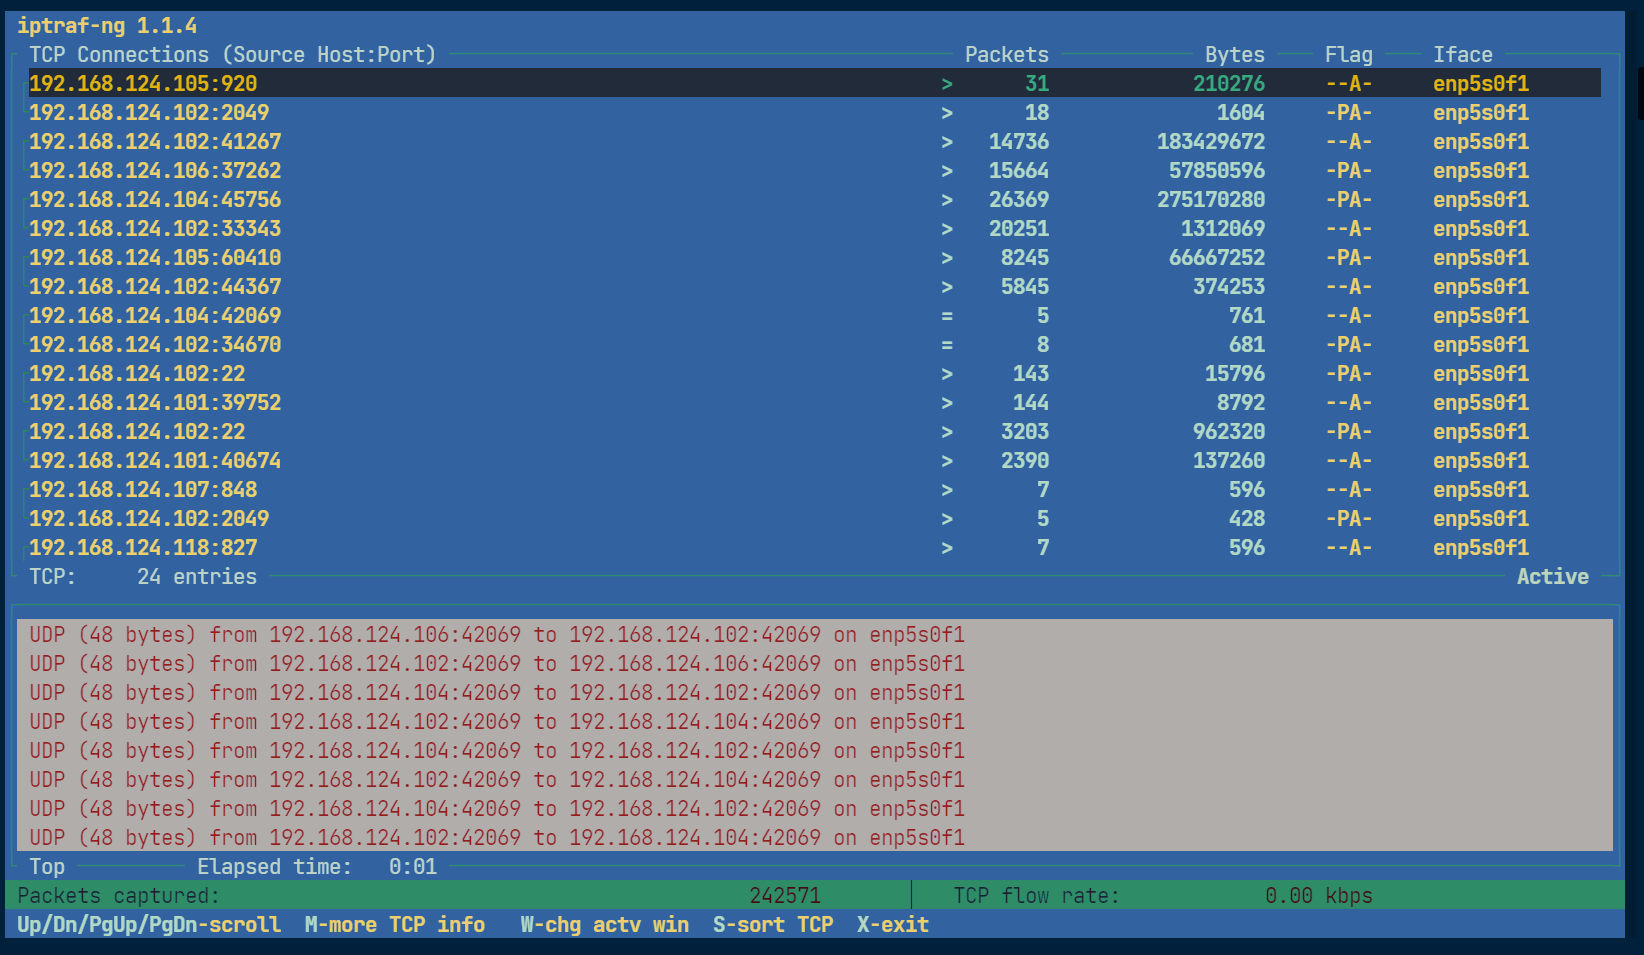 iptraf-ng 1.1.4
TCP Connections (Source Host:Port) Packets Bytes Flag Iface
192.168.124.105:920 > 31 210276 --A- enp5s0f1
192.168.124.102:2049 > 18 1604 -PA- enp5s0f1
192.168.124.102:41267 > 14736 183429672 --A- enp5s0f1
192.168.124.106:37262 > 15664 57850596 -PA- enp5s0f1
192.168.124.104:45756 > 26369 275170280 -PA- enp5s0f1
192.168.124.102:33343 > 20251 1312069 --A- enp5s0f1
192.168.124.105:60410 > 8245 66667252 -PA- enp5s0f1
192.168.124.102:44367 > 5845 374253 --A- enp5s0f1
192.168.124.104:42069 = 5 761 --A- enp5s0f1
192.168.124.102:34670 = 8 681 -PA- enp5s0f1
192.168.124.102:22 > 143 15796 -PA- enp5s0f1
192.168.124.101:39752 > 144 8792 --A- enp5s0f1
192.168.124.102:22 > 3203 962320 -PA- enp5s0f1
192.168.124.101:40674 > 2390 137260 --A- enp5s0f1
192.168.124.107:848 > 7 596 --A- enp5s0f1
192.168.124.102:2049 > 5 428 -PA- enp5s0f1
192.168.124.118:827 > 7 596 --A- enp5s0f1
TCP: 24 entries Active
UDP (48 bytes) from 192.168.124.106:42069 to 192.168.124.102:42069 on enp5s0f1
UDP (48 bytes) from 192.168.124.102:42069 to 192.168.124.106:42069 on enp5s0f1
UDP (48 bytes) from 192.168.124.104:42069 to 192.168.124.102:42069 on enp5s0f1
UDP (48 bytes) from 192.168.124.102:42069 to 192.168.124.104:42069 on enp5s0f1
UDP (48 bytes) from 192.168.124.104:42069 to 192.168.124.102:42069 on enp5s0f1
UDP (48 bytes) from 192.168.124.102:42069 to 192.168.124.104:42069 on enp5s0f1
UDP (48 bytes) from 192.168.124.104:42069 to 192.168.124.102:42069 on enp5s0f1
UDP (48 bytes) from 192.168.124.102:42069 to 192.168.124.104:42069 on enp5s0f1
Top Elapsed time: 0:01
Packets captured: 242571 TCP flow rate: 0.00 kbps
Up/Dn/PgUp/PgDn-scroll M-more TCP info W-chg actv win S-sort TCP X-exit